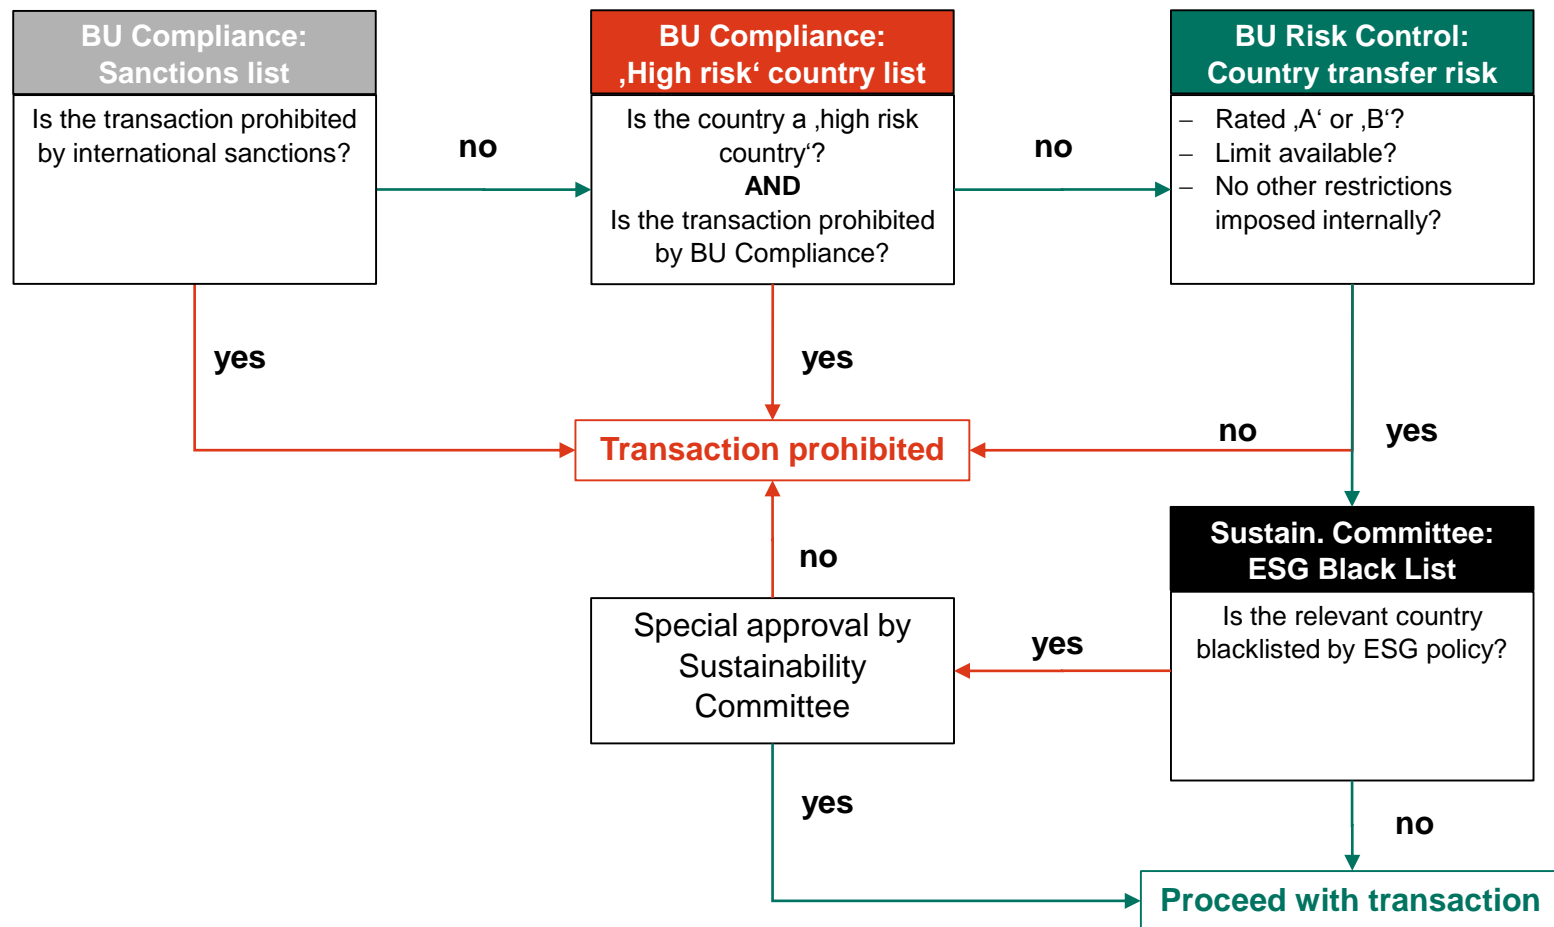 BU Compliance:
Sanctions list
Is the transaction prohibited
by international sanctions?
no
BU Compliance:
‚High risk‘ country list
Is the country a ‚high risk
country‘?
AND
Is the transaction prohibited
by BU Compliance?
no
BU Risk Control:
Country transfer risk
– Rated ‚A‘ or ‚B‘?
– Limit available?
– No other restrictions
imposed internally?
yes
yes
Transaction prohibited
no
yes
no
Sustain. Committee:
ESG Black List
Is the relevant country
blacklisted by ESG policy?
yes
Special approval by
Sustainability
Committee
yes
no
Proceed with transaction